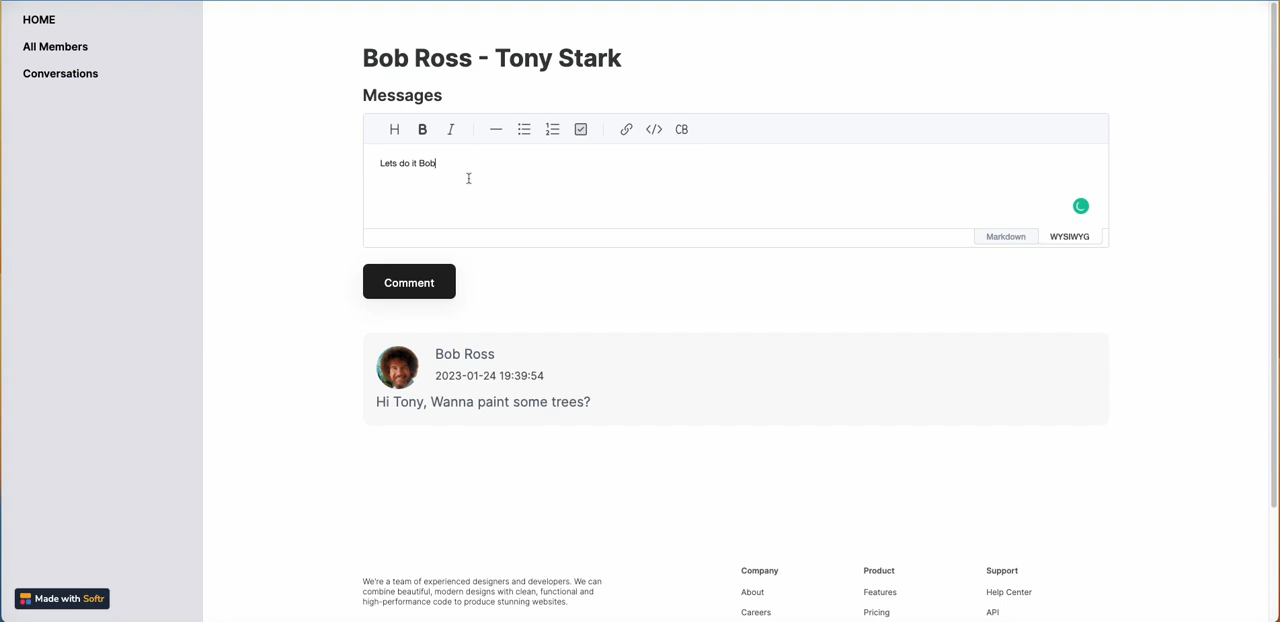 HOME
All Members
Conversations
Bob Ross - Tony Stark
Messages
H B I CB
Lets do it Bob
Markdown WYSIWYG
Comment
Bob Ross
2023-01-24 19:39:54
Hi Tony, Wanna paint some trees?
We're a team of experienced designers and developers. We can
combine beautiful, modern designs with clean, functional and
high-performance code to produce stunning websites.
Company
About
Careers
Product
Features
Pricing
Support
Help Center
API
Made with Softr